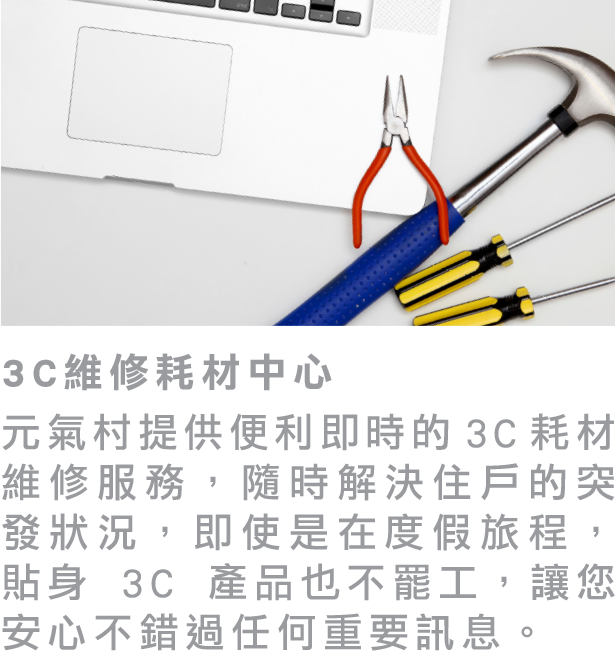 3C維修耗材中心
元氣村提供便利即時的3C耗材
維修服務，隨時解決住戶的突
發狀況，即使是在度假旅程，
貼身 3C 產品也不罷工，讓您
安心不錯過任何重要訊息。